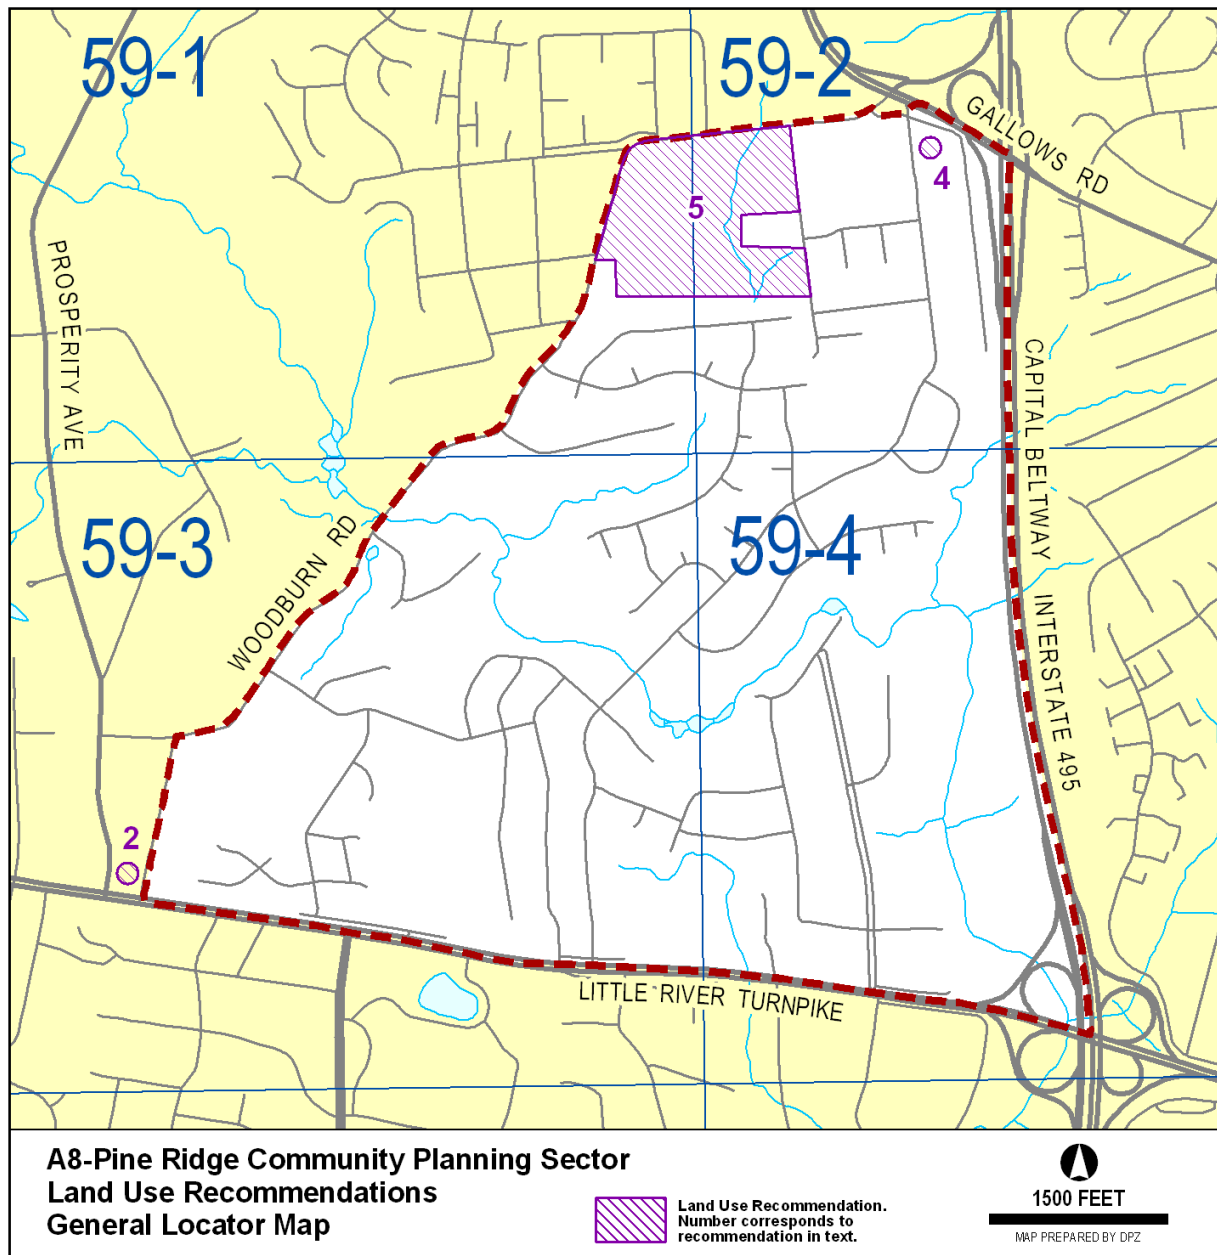 59-1
59-2
GALLOWS RD
4
5
PROSPERITY AVE
CAPITAL BELTWAY INTERSTATE 495
59-3
59-4
WOODBURN RD
2
LITTLE RIVER TURNPIKE
A8-Pine Ridge Community Planning Sector
Land Use Recommendations
General Locator Map
Land Use Recommendation.
Number corresponds to
recommendation in text.
1500 FEET
MAP PREPARED BY DPZ